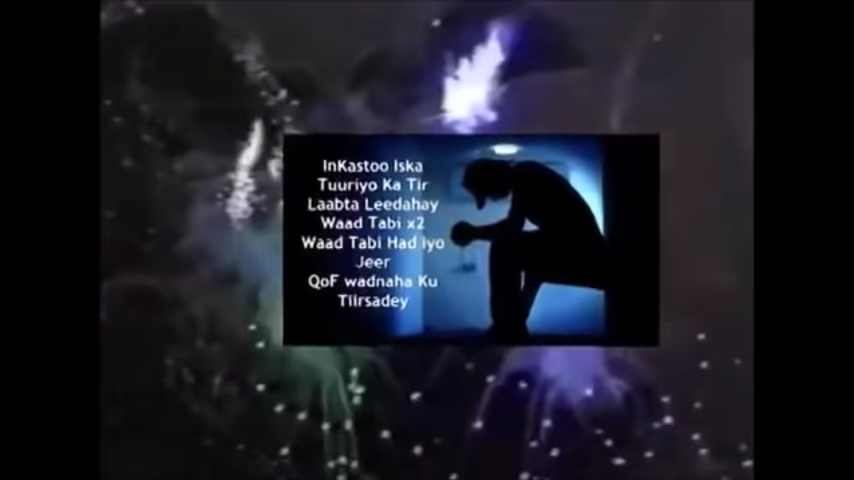 InKastoo Iska
Tuuriyo Ka Tir
Laabta Leedahay
Waad Tabi x2
Waad Tabi Had iyo
Jeer
QoF wadnaha Ku
Tiirsadey